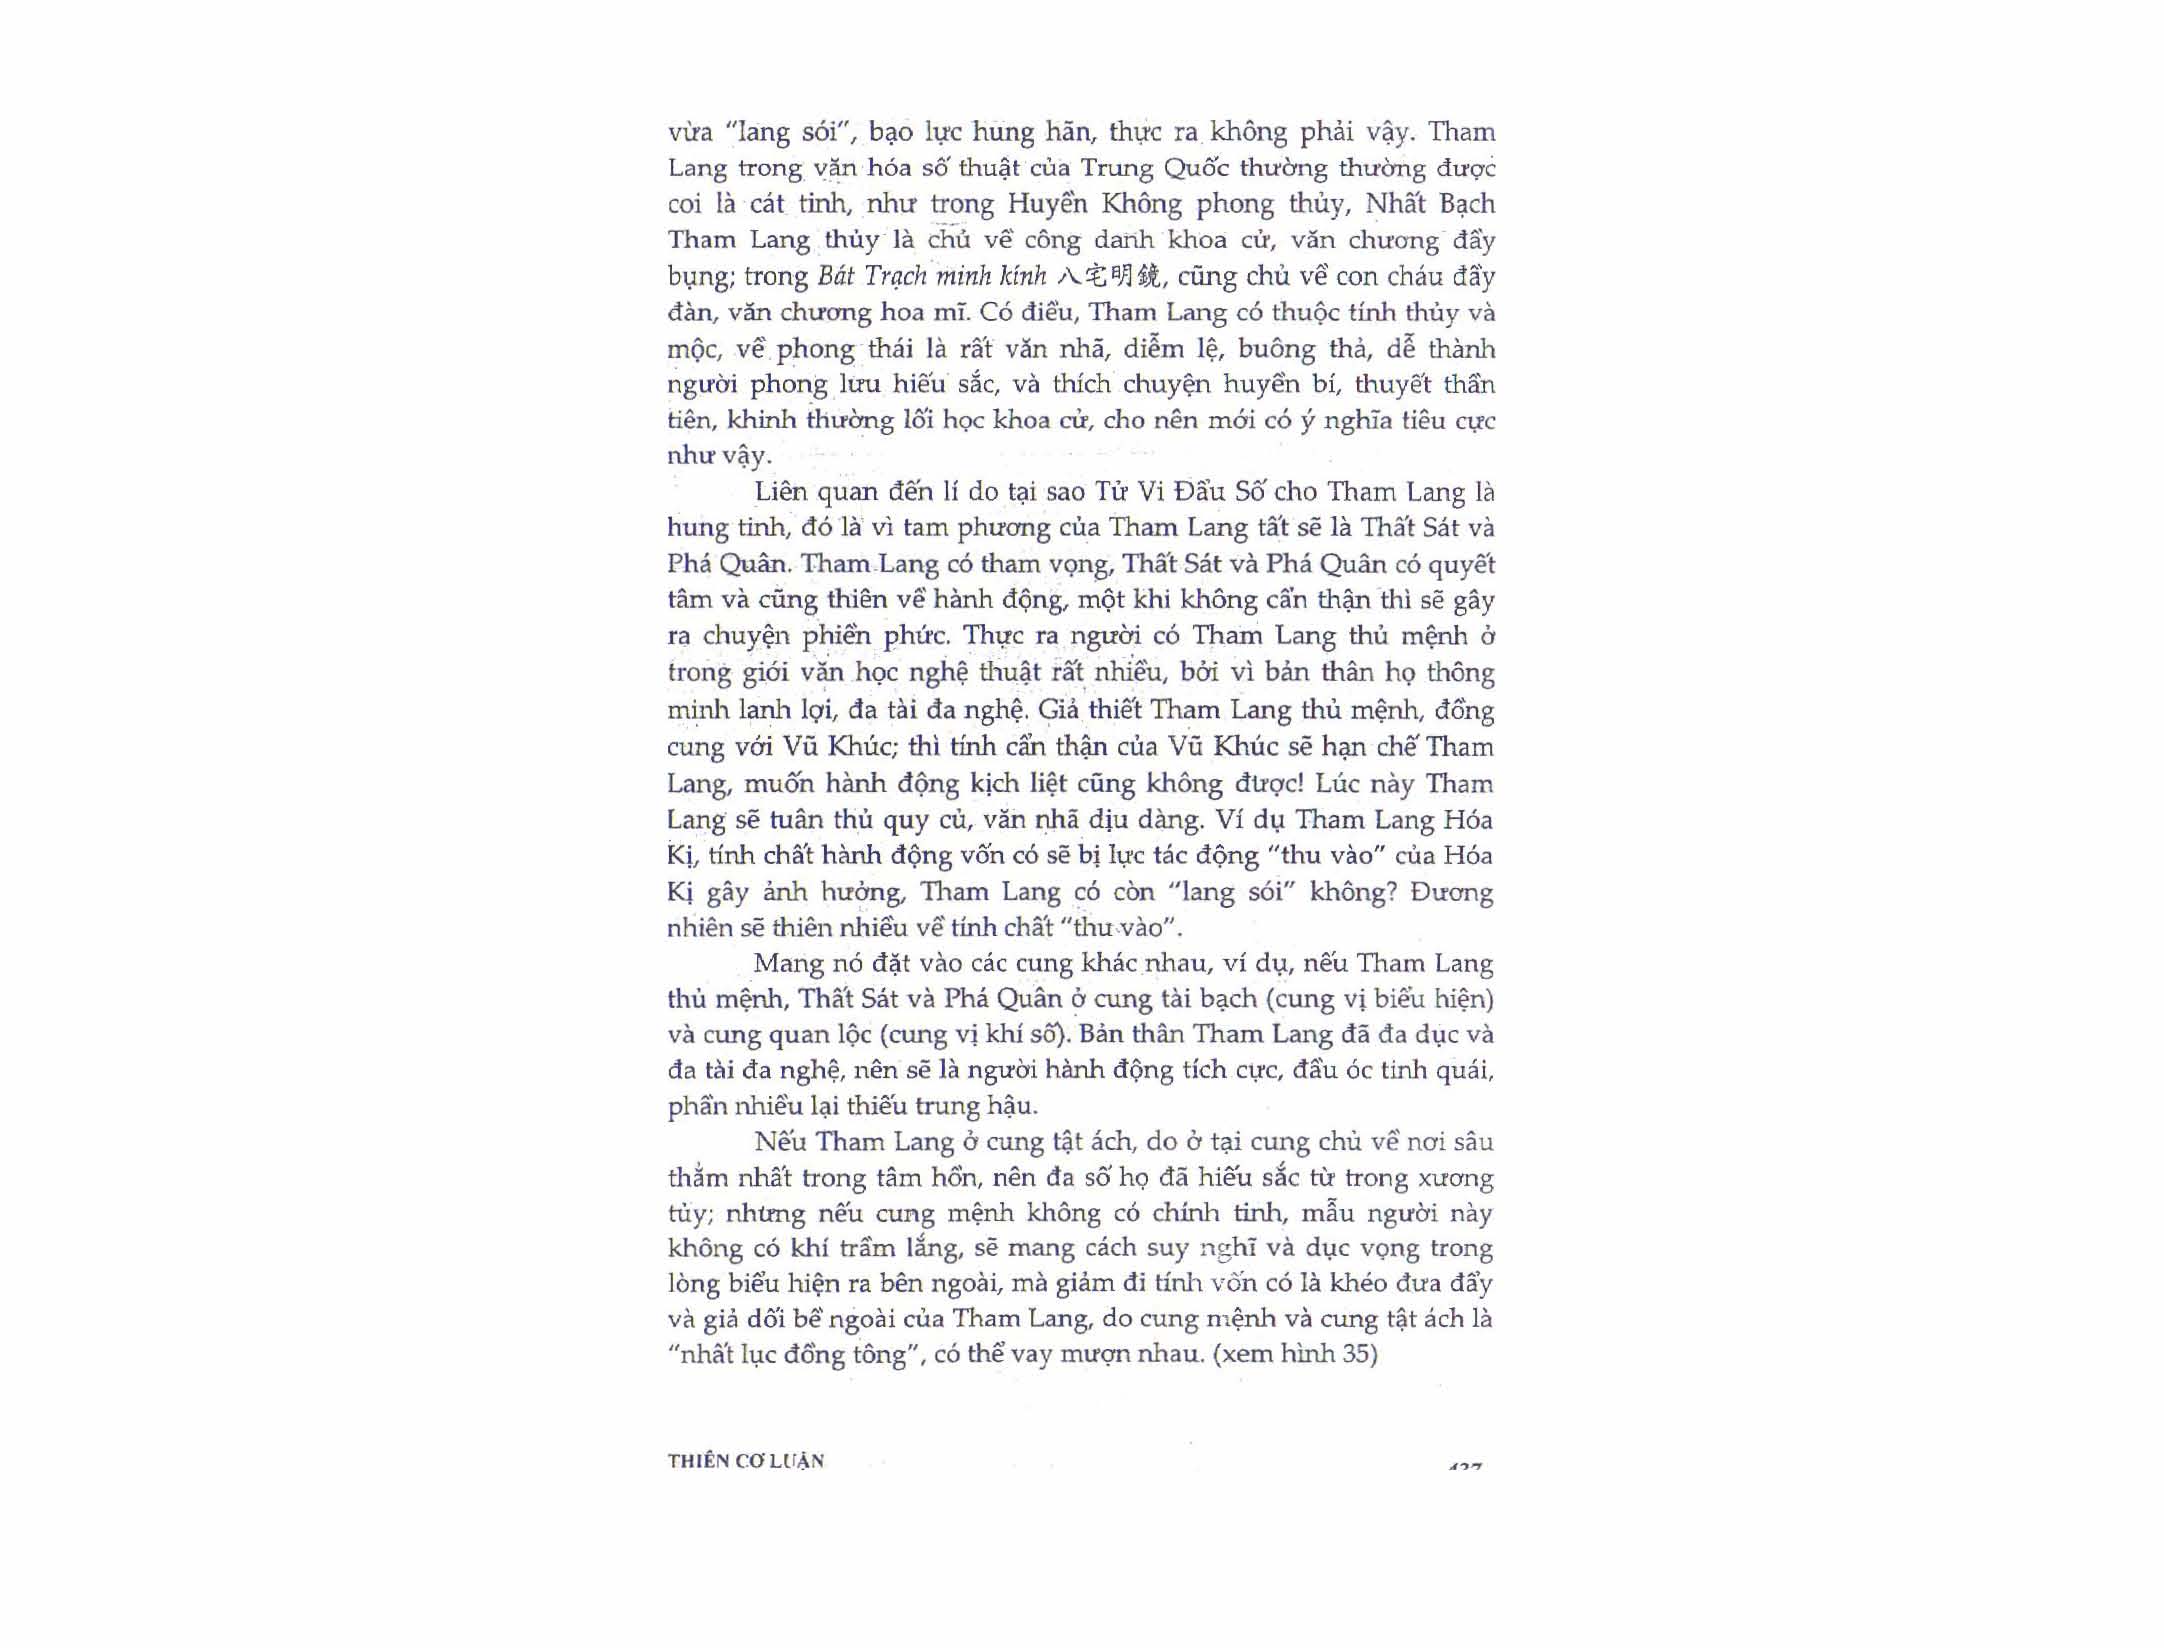 vừa "lang sói", bạo lực hung hãn, thực ra không phải vậy. Tham
Lang trong văn hóa số thuật của Trung Quốc thường thường được
coi là cát tinh, như trong Huyền Không phong thủy, Nhất Bạch
Tham Lang thủy là chủ về công danh khoa cử, văn chương đầy
bụng; trong Bát Trạch minh kính 八宅明鏡, cũng chủ về con cháu đầy
đàn, văn chương hoa mĩ. Có điều, Tham Lang có thuộc tính thủy và
mộc, về phong thái là rất văn nhã, diễm lệ, buông thả, dễ thành
người phong lưu hiếu sắc, và thích chuyện huyền bí, thuyết thần
tiên, khinh thường lối học khoa cử, cho nên mới có ý nghĩa tiêu cực
như vậy.
Liên quan đến lí do tại sao Tử Vi Đẩu Số cho Tham Lang là
hung tinh, đó là vì tam phương của Tham Lang tất sẽ là Thất Sát và
Phá Quân. Tham Lang có tham vọng, Thất Sát và Phá Quân có quyết
tâm và cũng thiên về hành động, một khi không cẩn thận thì sẽ gây
ra chuyện phiền phức. Thực ra người có Tham Lang thủ mệnh ở
trong giới văn học nghệ thuật rất nhiều, bởi vì bản thân họ thông
minh lanh lợi, đa tài đa nghệ. Giả thiết Tham Lang thủ mệnh, đồng
cung với Vũ Khúc; thì tính cẩn thận của Vũ Khúc sẽ hạn chế Tham
Lang, muốn hành động kịch liệt cũng không được! Lúc này Tham
Lang sẽ tuân thủ quy củ, văn nhã dịu dàng. Ví dụ Tham Lang Hóa
Kị, tính chất hành động vốn có sẽ bị lực tác động "thu vào" của Hóa
Kị gây ảnh hưởng, Tham Lang có còn "lang sói" không? Đương
nhiên sẽ thiên nhiều về tính chất "thu vào".
Mang nó đặt vào các cung khác nhau, ví dụ, nếu Tham Lang
thủ mệnh, Thất Sát và Phá Quân ở cung tài bạch (cung vị biểu hiện)
và cung quan lộc (cung vị khí số). Bản thân Tham Lang đã đa dục và
đa tài đa nghệ, nên sẽ là người hành động tích cực, đầu óc tinh quái,
phần nhiều lại thiếu trung hậu.
Nếu Tham Lang ở cung tật ách, do ở tại cung chủ về nơi sâu
thẳm nhất trong tâm hồn, nên đa số họ đã hiếu sắc từ trong xương
tủy; nhưng nếu cung mệnh không có chính tinh, mẫu người này
không có khí trầm lắng, sẽ mang cách suy nghĩ và dục vọng trong
lòng biểu hiện ra bên ngoài, mà giảm đi tính vốn có là khéo đưa đẩy
và giả dối bề ngoài của Tham Lang, do cung mệnh và cung tật ách là
"nhất lục đồng tông", có thể vay mượn nhau. (xem hình 35)
THIÊN CƠ LUẬN